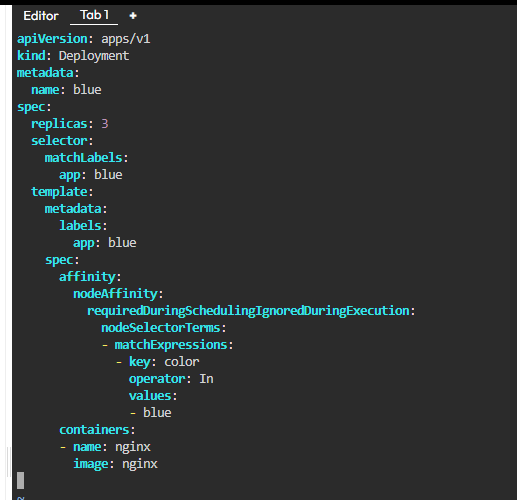 Editor Tab 1 +
apiVersion: apps/v1
kind: Deployment
metadata:
  name: blue
spec:
  replicas: 3
  selector:
    matchLabels:
      app: blue
  template:
    metadata:
      labels:
        app: blue
    spec:
      affinity:
        nodeAffinity:
          requiredDuringSchedulingIgnoredDuringExecution:
            nodeSelectorTerms:
            - matchExpressions:
              - key: color
                operator: In
                values:
                - blue
      containers:
      - name: nginx
        image: nginx
~